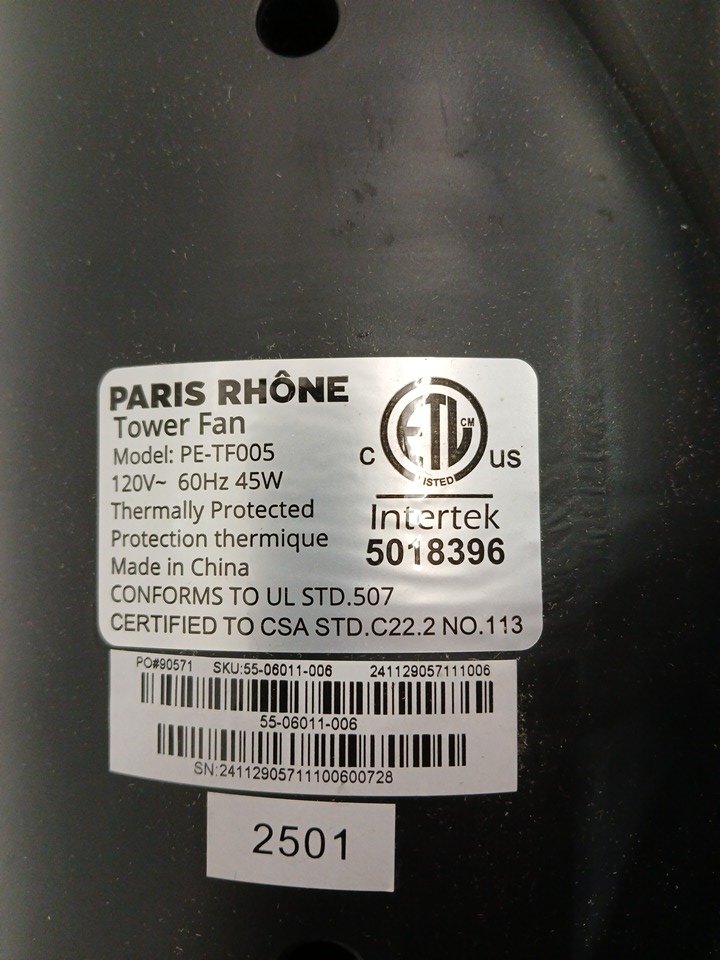 PARIS RHÔNE
Tower Fan
Model: PE-TF005
120V~ 60Hz 45W
Thermally Protected
Protection thermique
Made in China
CONFORMS TO UL STD.507
CERTIFIED TO CSA STD.C22.2 NO.113
ETL CM
LISTED
C US
Intertek
5018396
PO#90571 SKU:55-06011-006 241129057111006
55-06011-006
SN:24112905711100600728
2501